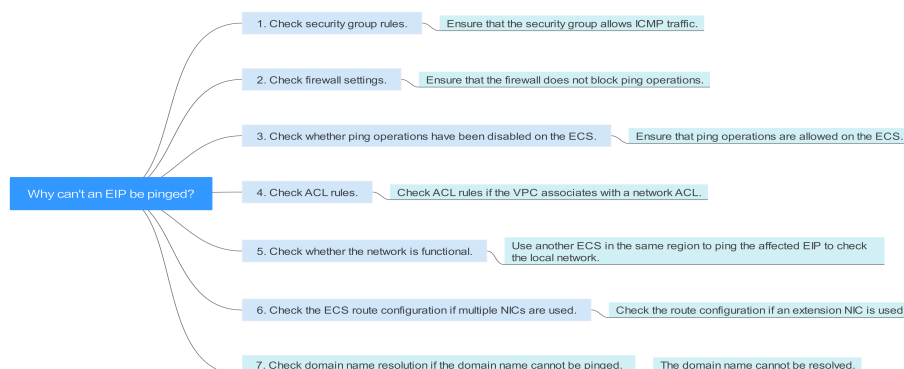 Why can't an EIP be pinged?
1. Check security group rules.
Ensure that the security group allows ICMP traffic.
2. Check firewall settings.
Ensure that the firewall does not block ping operations.
3. Check whether ping operations have been disabled on the ECS.
Ensure that ping operations are allowed on the ECS.
4. Check ACL rules.
Check ACL rules if the VPC associates with a network ACL.
5. Check whether the network is functional.
Use another ECS in the same region to ping the affected EIP to check
the local network.
6. Check the ECS route configuration if multiple NICs are used.
Check the route configuration if an extension NIC is used
7. Check domain name resolution if the domain name cannot be pinged.
The domain name cannot be resolved.